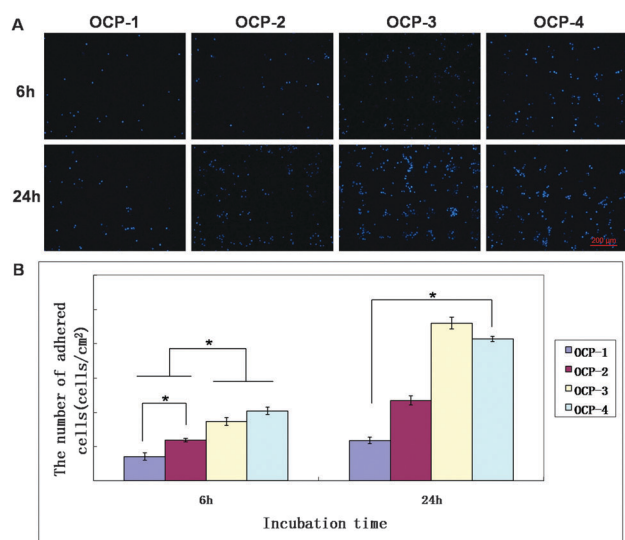 A
OCP-1 OCP-2 OCP-3 OCP-4
6h
24h
200 μm
B
The number of adhered
cells(cells/cm²)
*
*
*
OCP-1
OCP-2
OCP-3
OCP-4
6h 24h
Incubation time